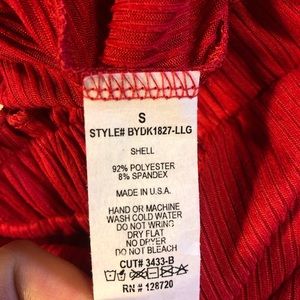 S
STYLE# BYDK1827-LLG
SHELL
92% POLYESTER
8% SPANDEX
MADE IN U.S.A.
HAND OR MACHINE
WASH COLD WATER
DO NOT WRING
DRY FLAT
NO DRYER
DO NOT BLEACH
CUT# 3433-B
RN # 128720